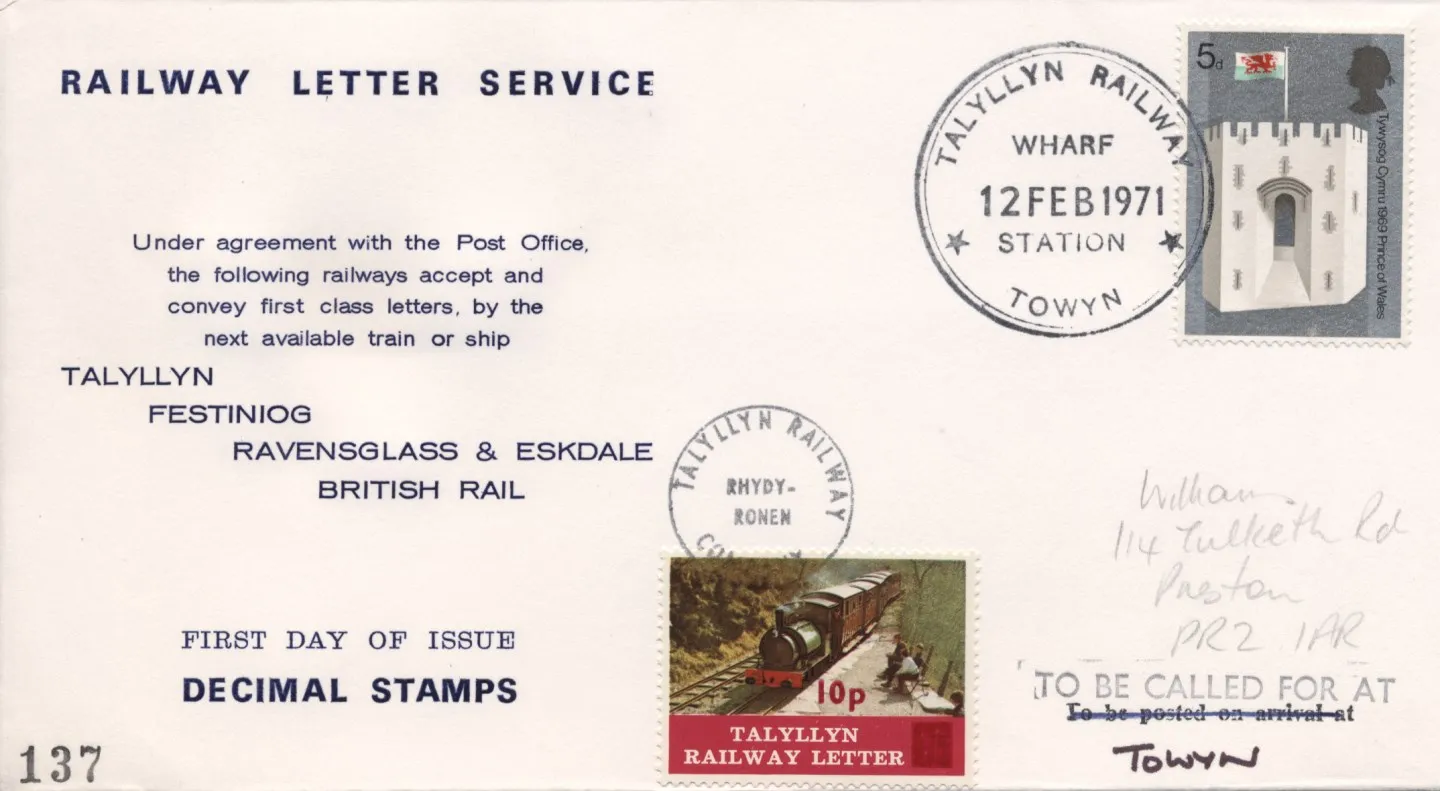 RAILWAY LETTER SERVICE
Under agreement with the Post Office,
the following railways accept and
convey first class letters, by the
next available train or ship
TALYLLYN
FESTINIOG
RAVENSGLASS & ESKDALE
BRITISH RAIL
FIRST DAY OF ISSUE
DECIMAL STAMPS
137
TALYLLYN RAILWAY
WHARF
12 FEB 1971
STATION
TOWYN
5d
Tywysog Cymru 1969 Prince of Wales
TALYLLYN RAILWAY
RHYDY-
RONEN
10p
TALYLLYN
RAILWAY LETTER
114 Tulketh Rd
Preston
PR2 1AR
TO BE CALLED FOR AT
To be posted on arrival at
TOWYN